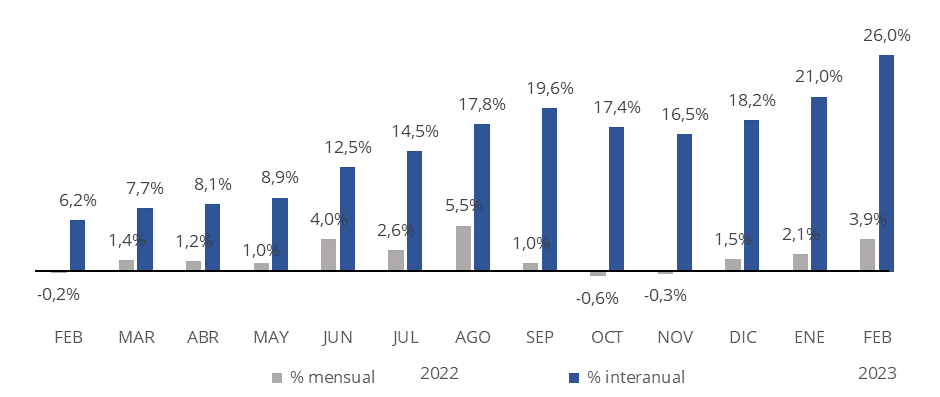 26,0%
21,0%
19,6%
17,8% 17,4% 16,5% 18,2%
14,5%
12,5%
6,2% 7,7% 8,1% 8,9%
1,4% 1,2% 1,0% 4,0% 2,6% 5,5% 1,0% 1,5% 2,1% 3,9%
-0,2% -0,6% -0,3%
FEB MAR ABR MAY JUN JUL AGO SEP OCT NOV DIC ENE FEB
2022 2023
% mensual % interanual